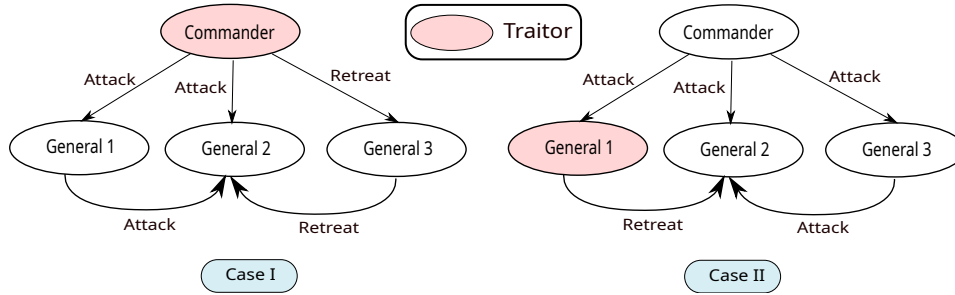 Commander
Traitor
Commander
Attack
Attack
Retreat
Attack
Attack
Attack
General 1
General 2
General 3
General 1
General 2
General 3
Attack
Retreat
Retreat
Attack
Case I
Case II